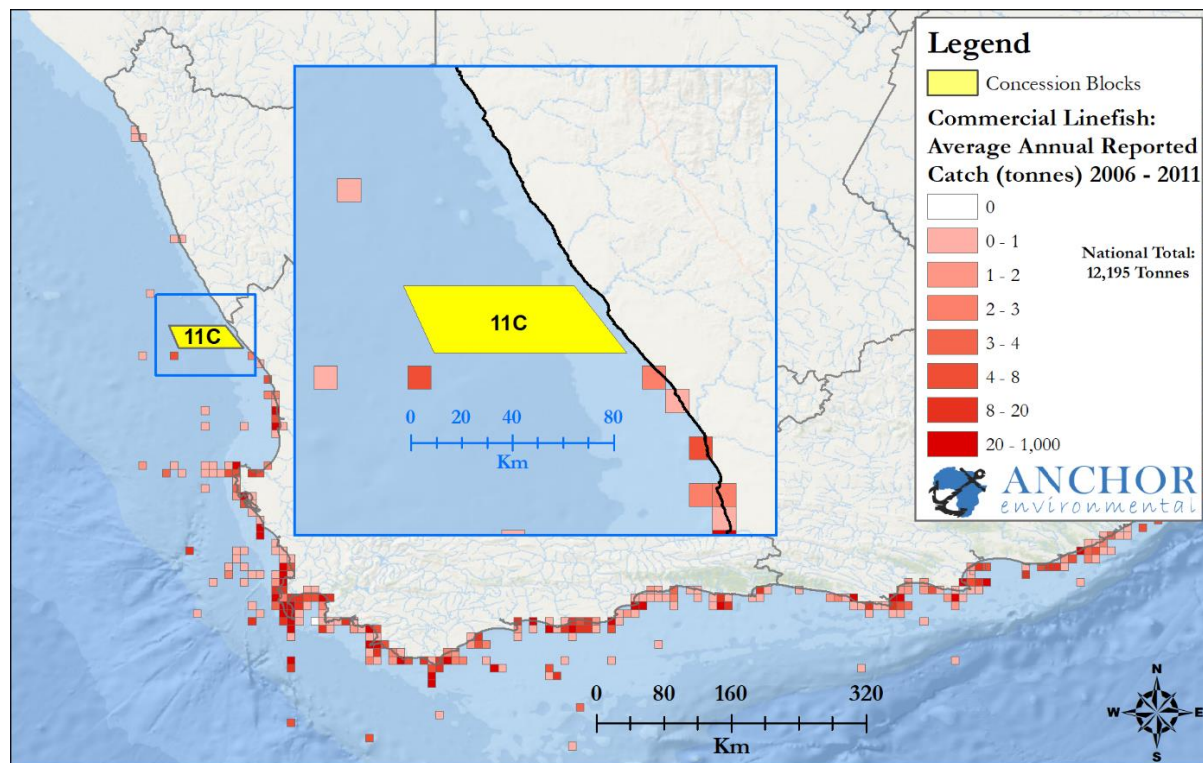 Legend
Concession Blocks
Commercial Linefish:
Average Annual Reported
Catch (tonnes) 2006 - 2011
0
0 - 1
1 - 2
2 - 3
3 - 4
4 - 8
8 - 20
20 - 1,000
National Total:
12,195 Tonnes
ANCHOR
environmental
11C
11C
0 20 40 80
Km
0 80 160 320
Km
N
W E
S